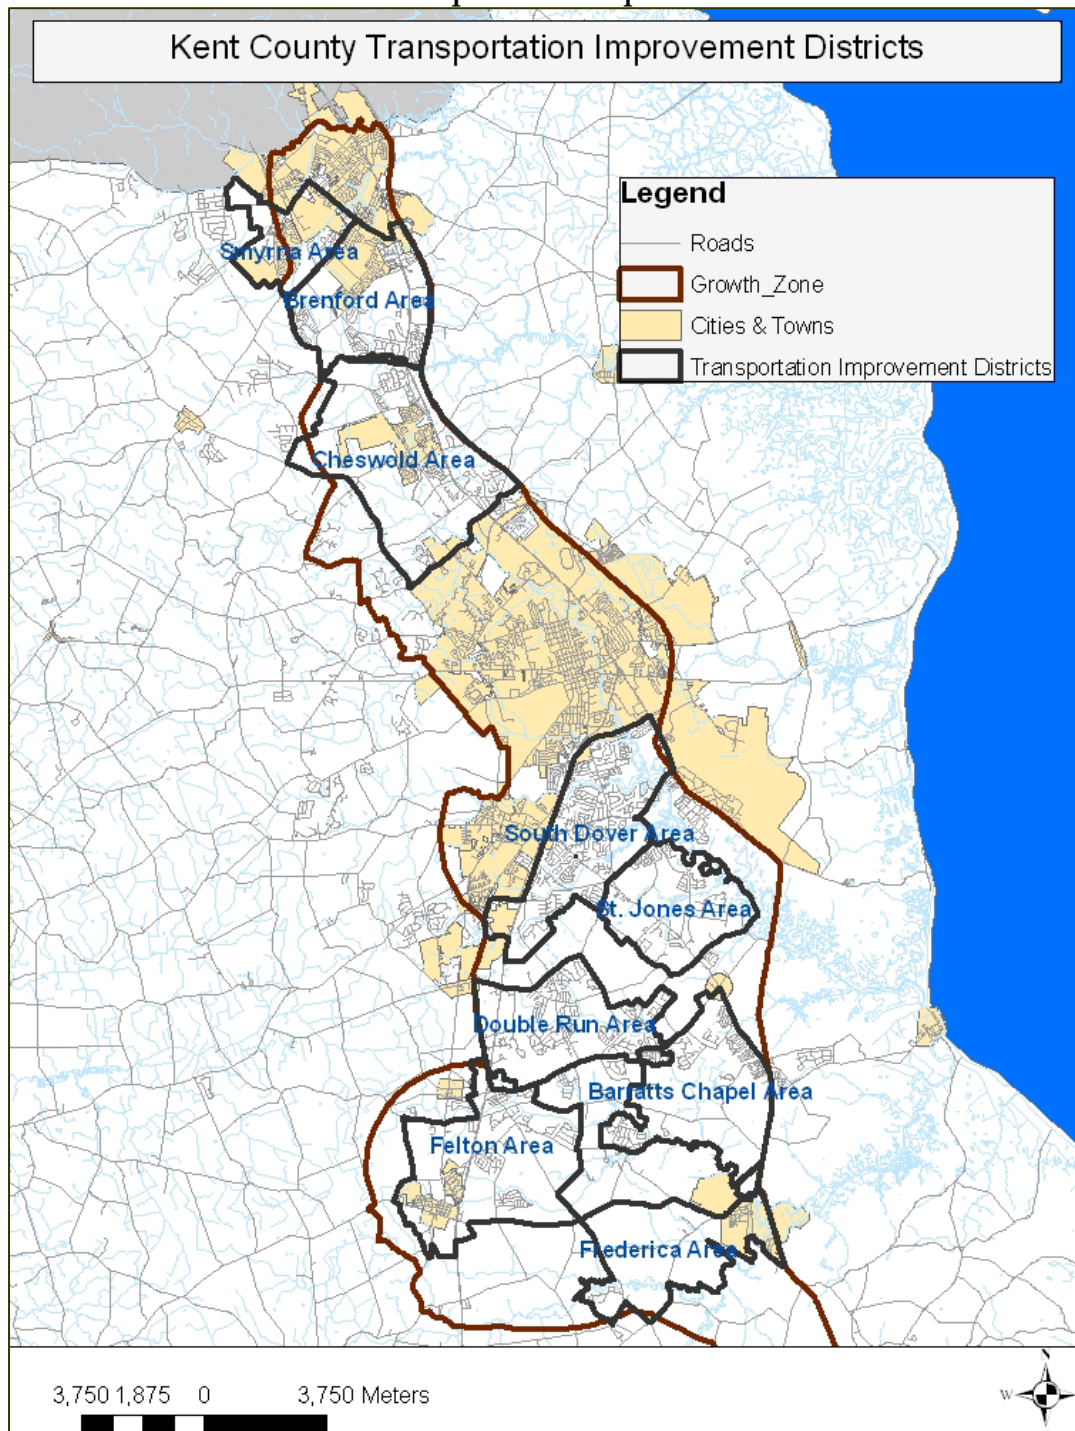 Kent County Transportation Improvement Districts
Legend
Roads
Growth_Zone
Cities & Towns
Transportation Improvement Districts
Smyrna Area
Brenford Area
Cheswold Area
1
South Dover Area
St. Jones Area
Double Run Area
Barratts Chapel Area
Felton Area
Frederica Area
3,750 1,875 0 3,750 Meters
N
W
S